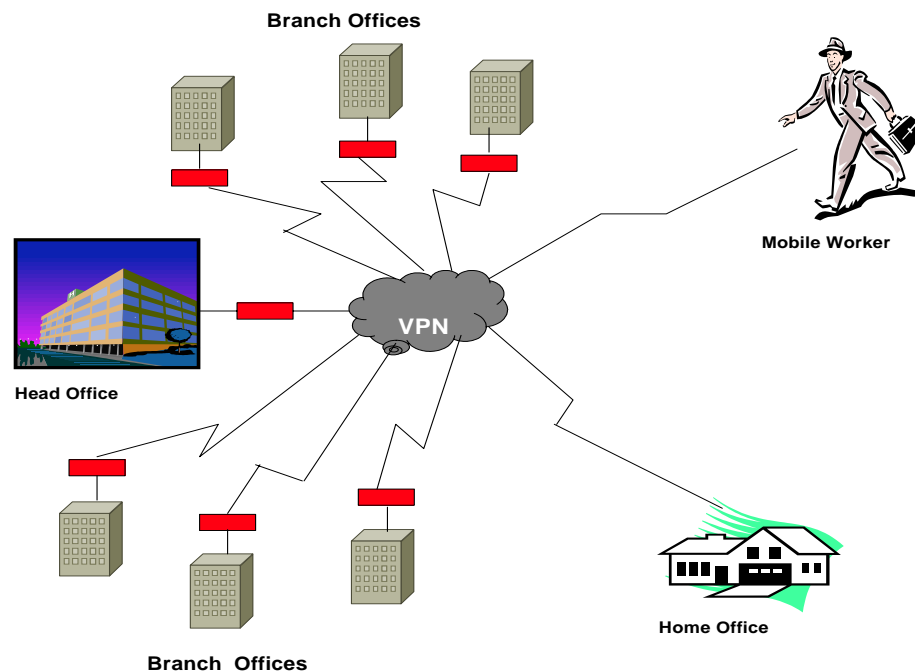 Branch Offices
Mobile Worker
VPN
Head Office
Home Office
Branch Offices